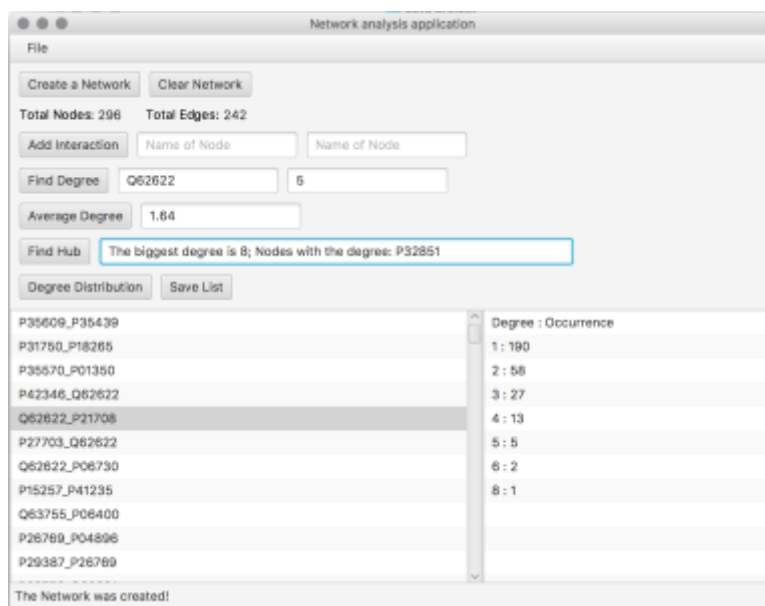 Network analysis application
File
Create a Network Clear Network
Total Nodes: 296 Total Edges: 242
Add Interaction Name of Node Name of Node
Find Degree Q62622 5
Average Degree 1.64
Find Hub The biggest degree is 8; Nodes with the degree: P32851
Degree Distribution Save List
P35609_P35439
P31750_P18265
P35570_P01350
P42346_Q62622
Q62622_P21708
P27703_Q62622
Q62622_P06730
P15257_P41235
Q63755_P06400
P26769_P04896
P29387_P26769
Degree : Occurrence
1 : 190
2 : 58
3 : 27
4 : 13
5 : 5
6 : 2
8 : 1
The Network was created!